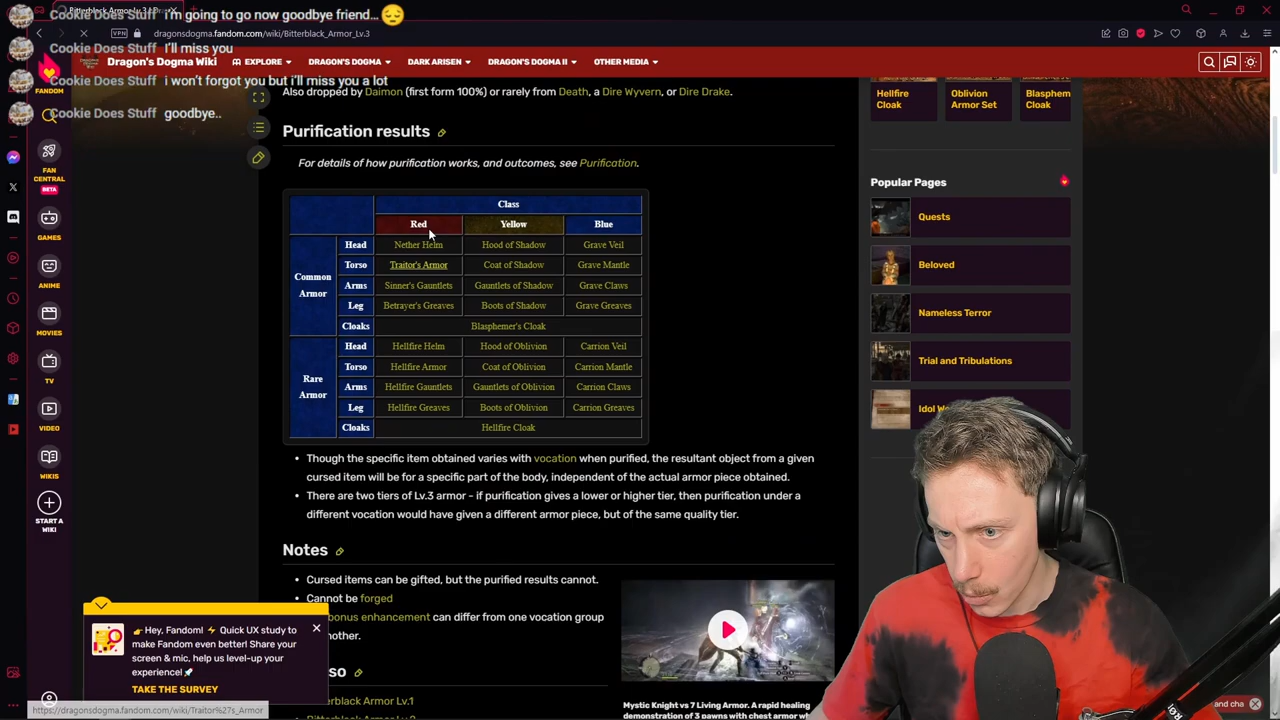 Cookie Does Stuff i'm going to go now goodbye friend...
Cookie Does Stuff I'll miss you
Cookie Does Stuff i won't forgot you but i'll miss you a lot
Cookie Does Stuff goodbye..
VPN
dragonsdogma.fandom.com/wiki/Bitterblack_Armor_Lv.3
FANDOM
Dragon's Dogma Wiki
EXPLORE
DRAGON'S DOGMA
DARK ARISEN
DRAGON'S DOGMA II
OTHER MEDIA
FAN
CENTRAL
BETA
GAMES
ANIME
MOVIES
TV
VIDEO
WIKIS
START A
WIKI
Also dropped by Daimon (first form 100%) or rarely from Death, a Dire Wyvern, or Dire Drake.
Purification results
For details of how purification works, and outcomes, see Purification.
Class
Red Yellow Blue
Common
Armor
Head Nether Helm Hood of Shadow Grave Veil
Torso Traitor's Armor Coat of Shadow Grave Mantle
Arms Sinner's Gauntlets Gauntlets of Shadow Grave Claws
Leg Betrayer's Greaves Boots of Shadow Grave Greaves
Cloaks Blasphemer's Cloak
Rare
Armor
Head Hellfire Helm Hood of Oblivion Carrion Veil
Torso Hellfire Armor Coat of Oblivion Carrion Mantle
Arms Hellfire Gauntlets Gauntlets of Oblivion Carrion Claws
Leg Hellfire Greaves Boots of Oblivion Carrion Greaves
Cloaks Hellfire Cloak
Though the specific item obtained varies with vocation when purified, the resultant object from a given
cursed item will be for a specific part of the body, independent of the actual armor piece obtained.
There are two tiers of Lv.3 armor - if purification gives a lower or higher tier, then purification under a
different vocation would have given a different armor piece, but of the same quality tier.
Notes
Cursed items can be gifted, but the purified results cannot.
Cannot be forged
bonus enhancement can differ from one vocation group
Bitterblack Armor Lv.2
Mystic Knight vs 7 Living Armor. A rapid healing
demonstration of 3 pawns with chest armor
Hellfire
Cloak
Oblivion
Armor Set
Blasphem
Cloak
Popular Pages
Quests
Beloved
Nameless Terror
Trial and Tribulations
👉 Hey, Fandom! ⚡ Quick UX study to
make Fandom even better! Share your
screen & mic, help us level-up your
experience! 🚀
TAKE THE SURVEY
https://dragonsdogma.fandom.com/wiki/Traitor%27s_Armor
and cha